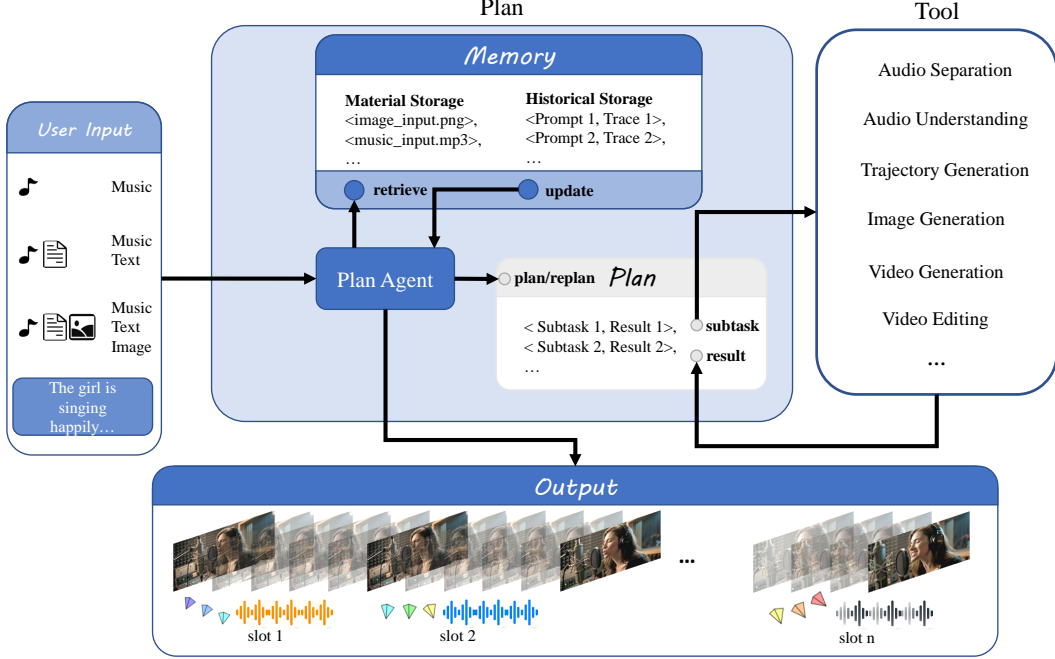 Plan
Tool
Memory
Material Storage
<image_input.png>,
<music_input.mp3>,
…
Historical Storage
<Prompt 1, Trace 1>,
<Prompt 2, Trace 2>,
…
retrieve
update
User Input
Music
Music
Text
Music
Text
Image
The girl is
singing
happily…
Plan Agent
plan/replan
Plan
< Subtask 1, Result 1>,
< Subtask 2, Result 2>,
…
subtask
result
Audio Separation
Audio Understanding
Trajectory Generation
Image Generation
Video Generation
Video Editing
...
Output
...
slot 1
slot 2
slot n